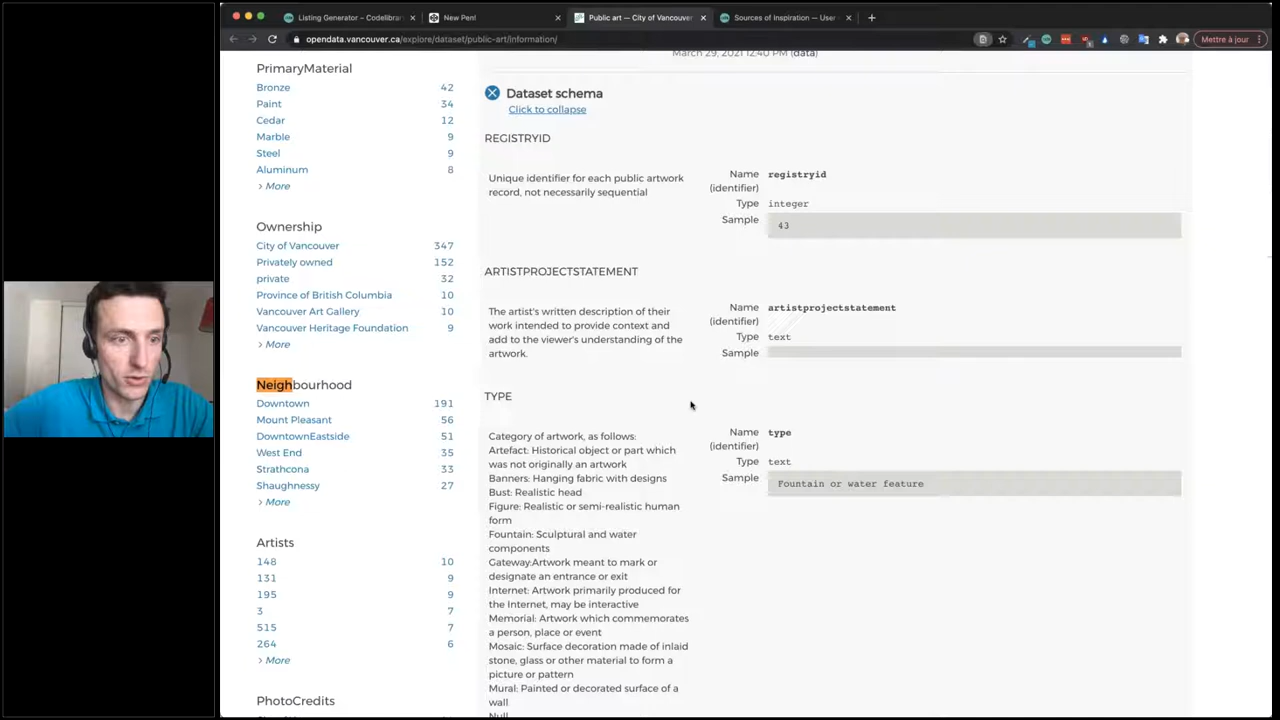 Listing Generator – Codelibrar
New Pen!
Public art — City of Vancouver
Sources of Inspiration — User
opendata.vancouver.ca/explore/dataset/public-art/information/
Mettre à jour
March 29, 2021 12:40 PM (data)
PrimaryMaterial
Bronze 42
Paint 34
Cedar 12
Marble 9
Steel 9
Aluminum 8
> More
Ownership
City of Vancouver 347
Privately owned 152
private 32
Province of British Columbia 10
Vancouver Art Gallery 10
Vancouver Heritage Foundation 9
> More
Neighbourhood
Downtown 191
Mount Pleasant 56
DowntownEastside 51
West End 35
Strathcona 33
Shaughnessy 27
> More
Artists
148 10
131 9
195 9
3 7
515 7
264 6
> More
PhotoCredits
Dataset schema
Click to collapse
REGISTRYID
Unique identifier for each public artwork
record, not necessarily sequential
Name registryid
(identifier)
Type integer
Sample 43
ARTISTPROJECTSTATEMENT
The artist's written description of their
work intended to provide context and
add to the viewer's understanding of the
artwork.
Name artistprojectstatement
(identifier)
Type text
Sample
TYPE
Category of artwork, as follows:
Artefact: Historical object or part which
was not originally an artwork
Banners: Hanging fabric with designs
Bust: Realistic head
Figure: Realistic or semi-realistic human
form
Fountain: Sculptural and water
components
Gateway:Artwork meant to mark or
designate an entrance or exit
Internet: Artwork primarily produced for
the Internet, may be interactive
Memorial: Artwork which commemorates
a person, place or event
Mosaic: Surface decoration made of inlaid
stone, glass or other material to form a
picture or pattern
Mural: Painted or decorated surface of a
wall
Null
Name type
(identifier)
Type text
Sample Fountain or water feature